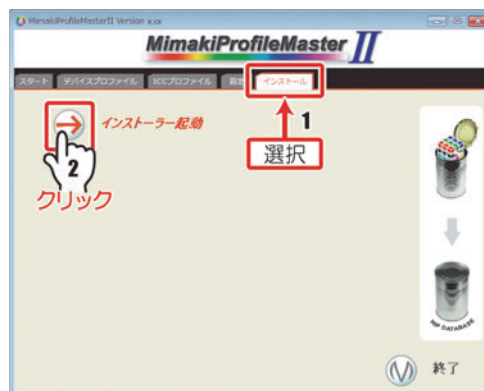 MimakiProfileMasterII Version x.xx
MimakiProfileMaster II
スタート デバイスプロファイル ICCプロファイル 設定 インストール
インストーラー起動
1
選択
2
クリック
RIP DATABASE
終了